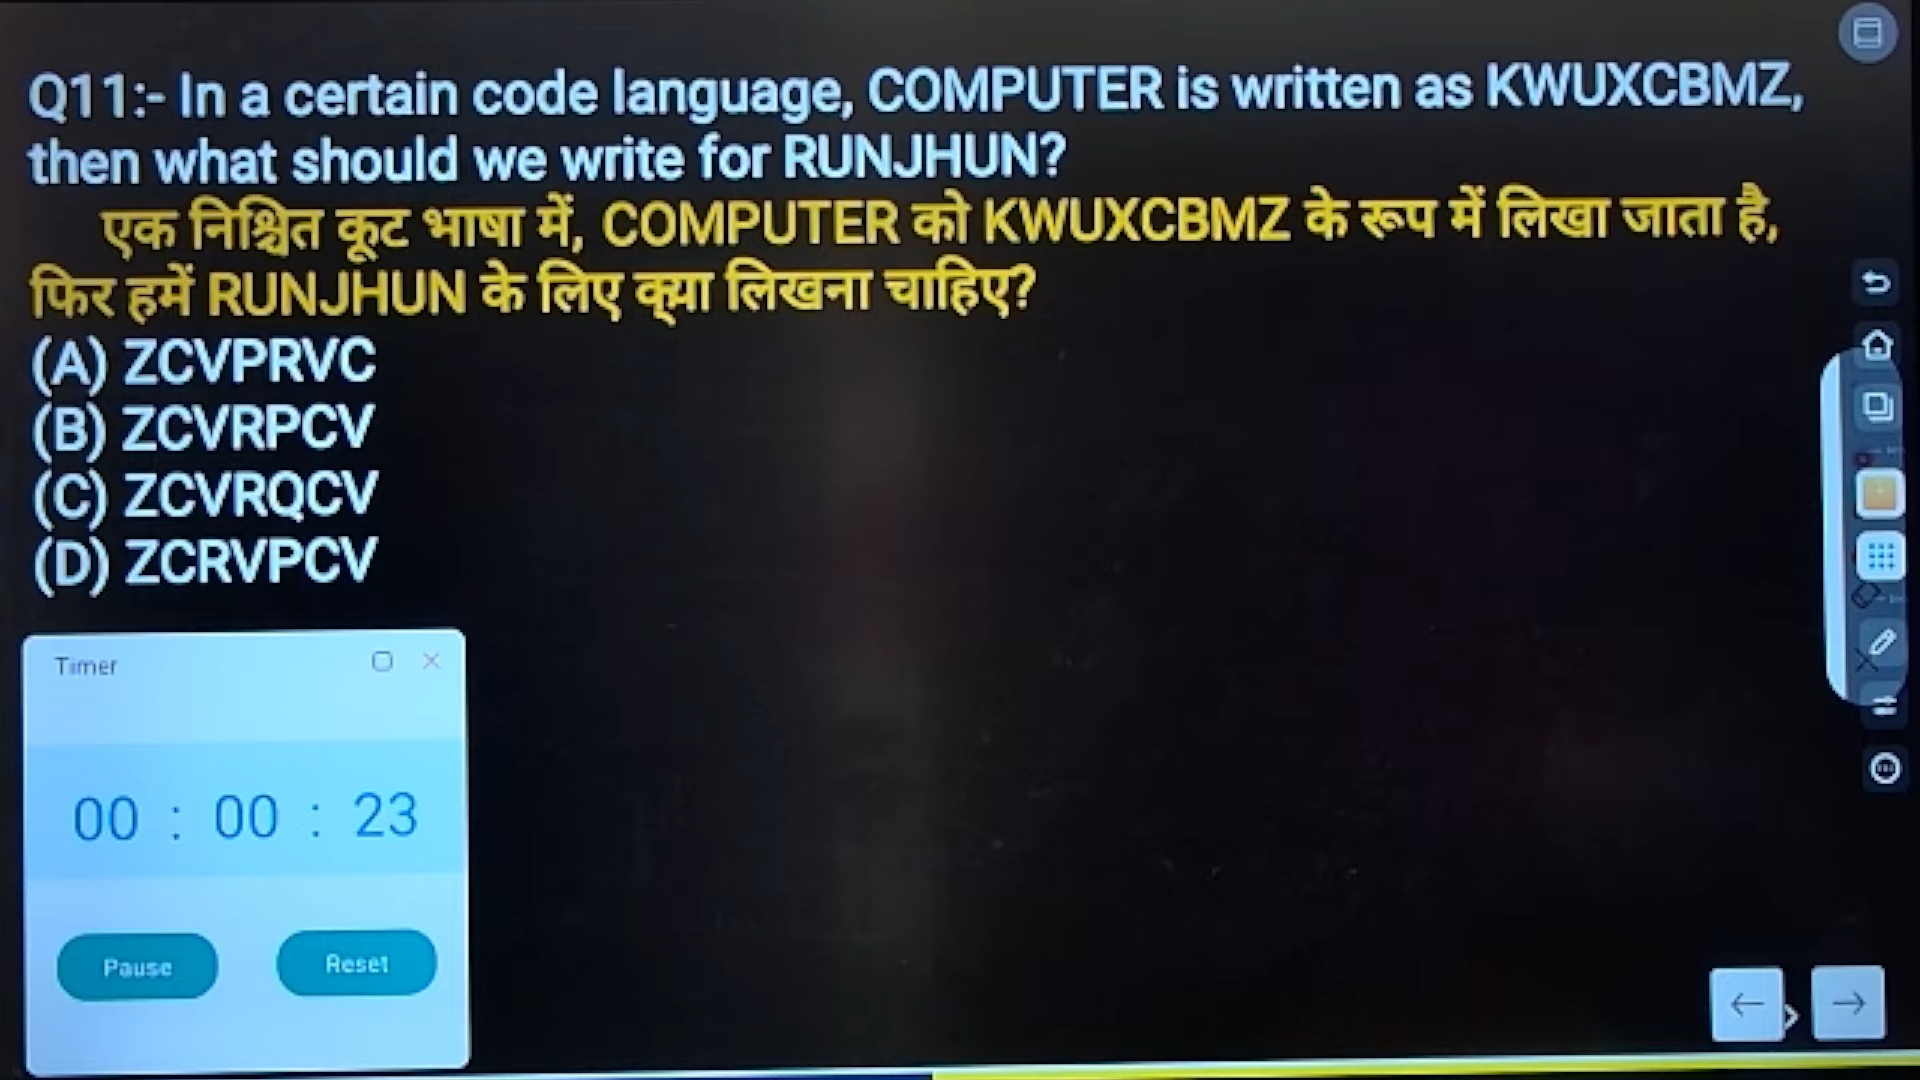 Q11:- In a certain code language, COMPUTER is written as KWUXCBMZ,
then what should we write for RUNJHUN?
एक निश्चित कूट भाषा में, COMPUTER को KWUXCBMZ के रूप में लिखा जाता है,
फिर हमें RUNJHUN के लिए क्या लिखना चाहिए?
(A) ZCVPRVC
(B) ZCVRPCV
(C) ZCVRQCV
(D) ZCRVPCV
Timer
00 : 00 : 23
Pause
Reset